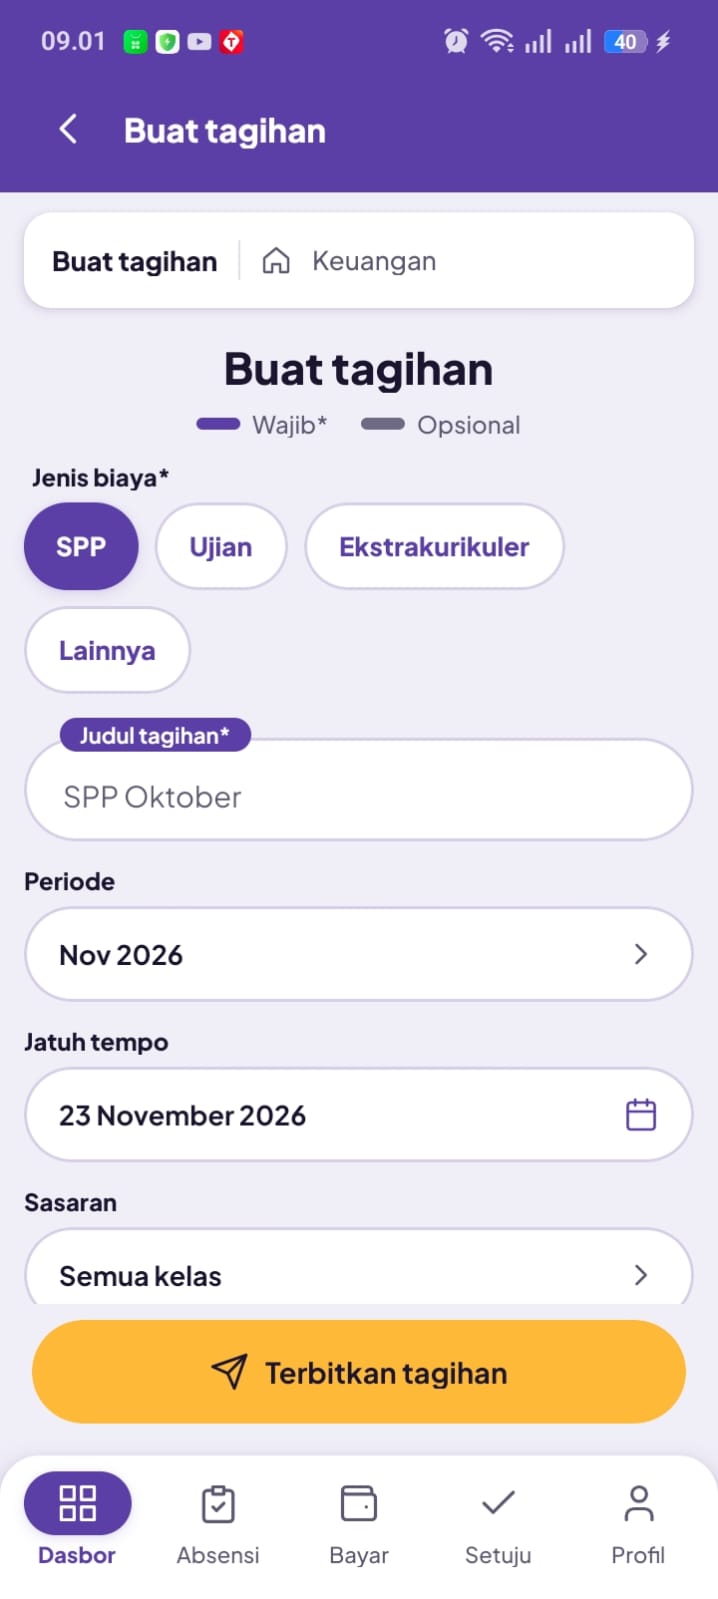 09.01 40
Buat tagihan
Buat tagihan Keuangan
Buat tagihan
Wajib* Opsional
Jenis biaya*
SPP Ujian Ekstrakurikuler
Lainnya
Judul tagihan*
SPP Oktober
Periode
Nov 2026
Jatuh tempo
23 November 2026
Sasaran
Semua kelas
Terbitkan tagihan
Dasbor Absensi Bayar Setuju Profil